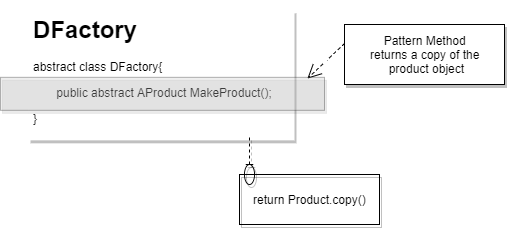 DFactory
abstract class DFactory{
public abstract AProduct MakeProduct();
}
Pattern Method
returns a copy of the
product object
return Product.copy()